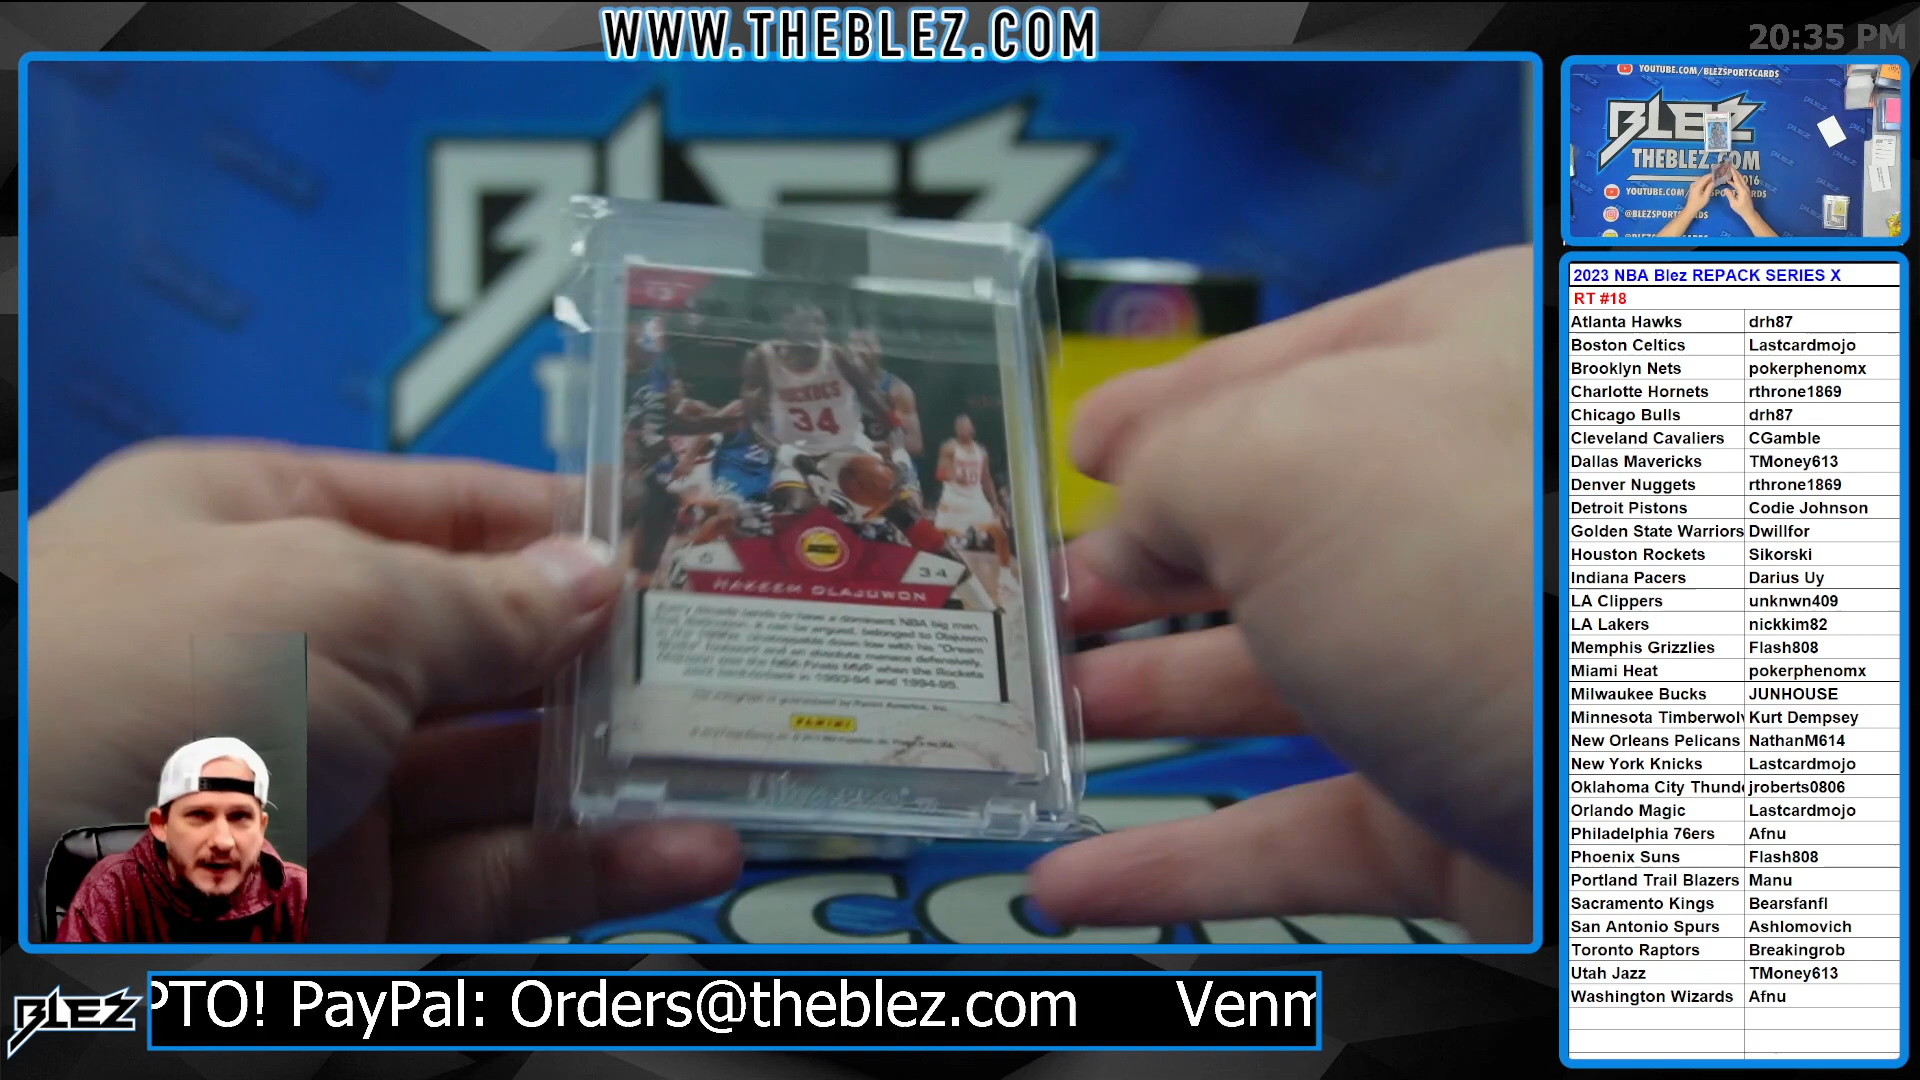 WWW.THEBLEZ.COM
20:35 PM
BLEZ
ROCKETS
34
34
HAKEEM OLAJUWON
PANINI
YOUTUBE.COM/BLEZSPORTSCARDS
BLEZ
THEBLEZ.COM
2023 NBA Blez REPACK SERIES X
RT #18
Atlanta Hawks drh87
Boston Celtics Lastcardmojo
Brooklyn Nets pokerphenomx
Charlotte Hornets rthrone1869
Chicago Bulls drh87
Cleveland Cavaliers CGamble
Dallas Mavericks TMoney613
Denver Nuggets rthrone1869
Detroit Pistons Codie Johnson
Golden State Warriors Dwillfor
Houston Rockets Sikorski
Indiana Pacers Darius Uy
LA Clippers unknwn409
LA Lakers nickkim82
Memphis Grizzlies Flash808
Miami Heat pokerphenomx
Milwaukee Bucks JUNHOUSE
Minnesota Timberwolv Kurt Dempsey
New Orleans Pelicans NathanM614
New York Knicks Lastcardmojo
Oklahoma City Thund jroberts0806
Orlando Magic Lastcardmojo
Philadelphia 76ers Afnu
Phoenix Suns Flash808
Portland Trail Blazers Manu
Sacramento Kings Bearsfanfl
San Antonio Spurs Ashlomovich
Toronto Raptors Breakingrob
Utah Jazz TMoney613
Washington Wizards Afnu
BLEZ
PTO! PayPal: Orders@theblez.com Venm